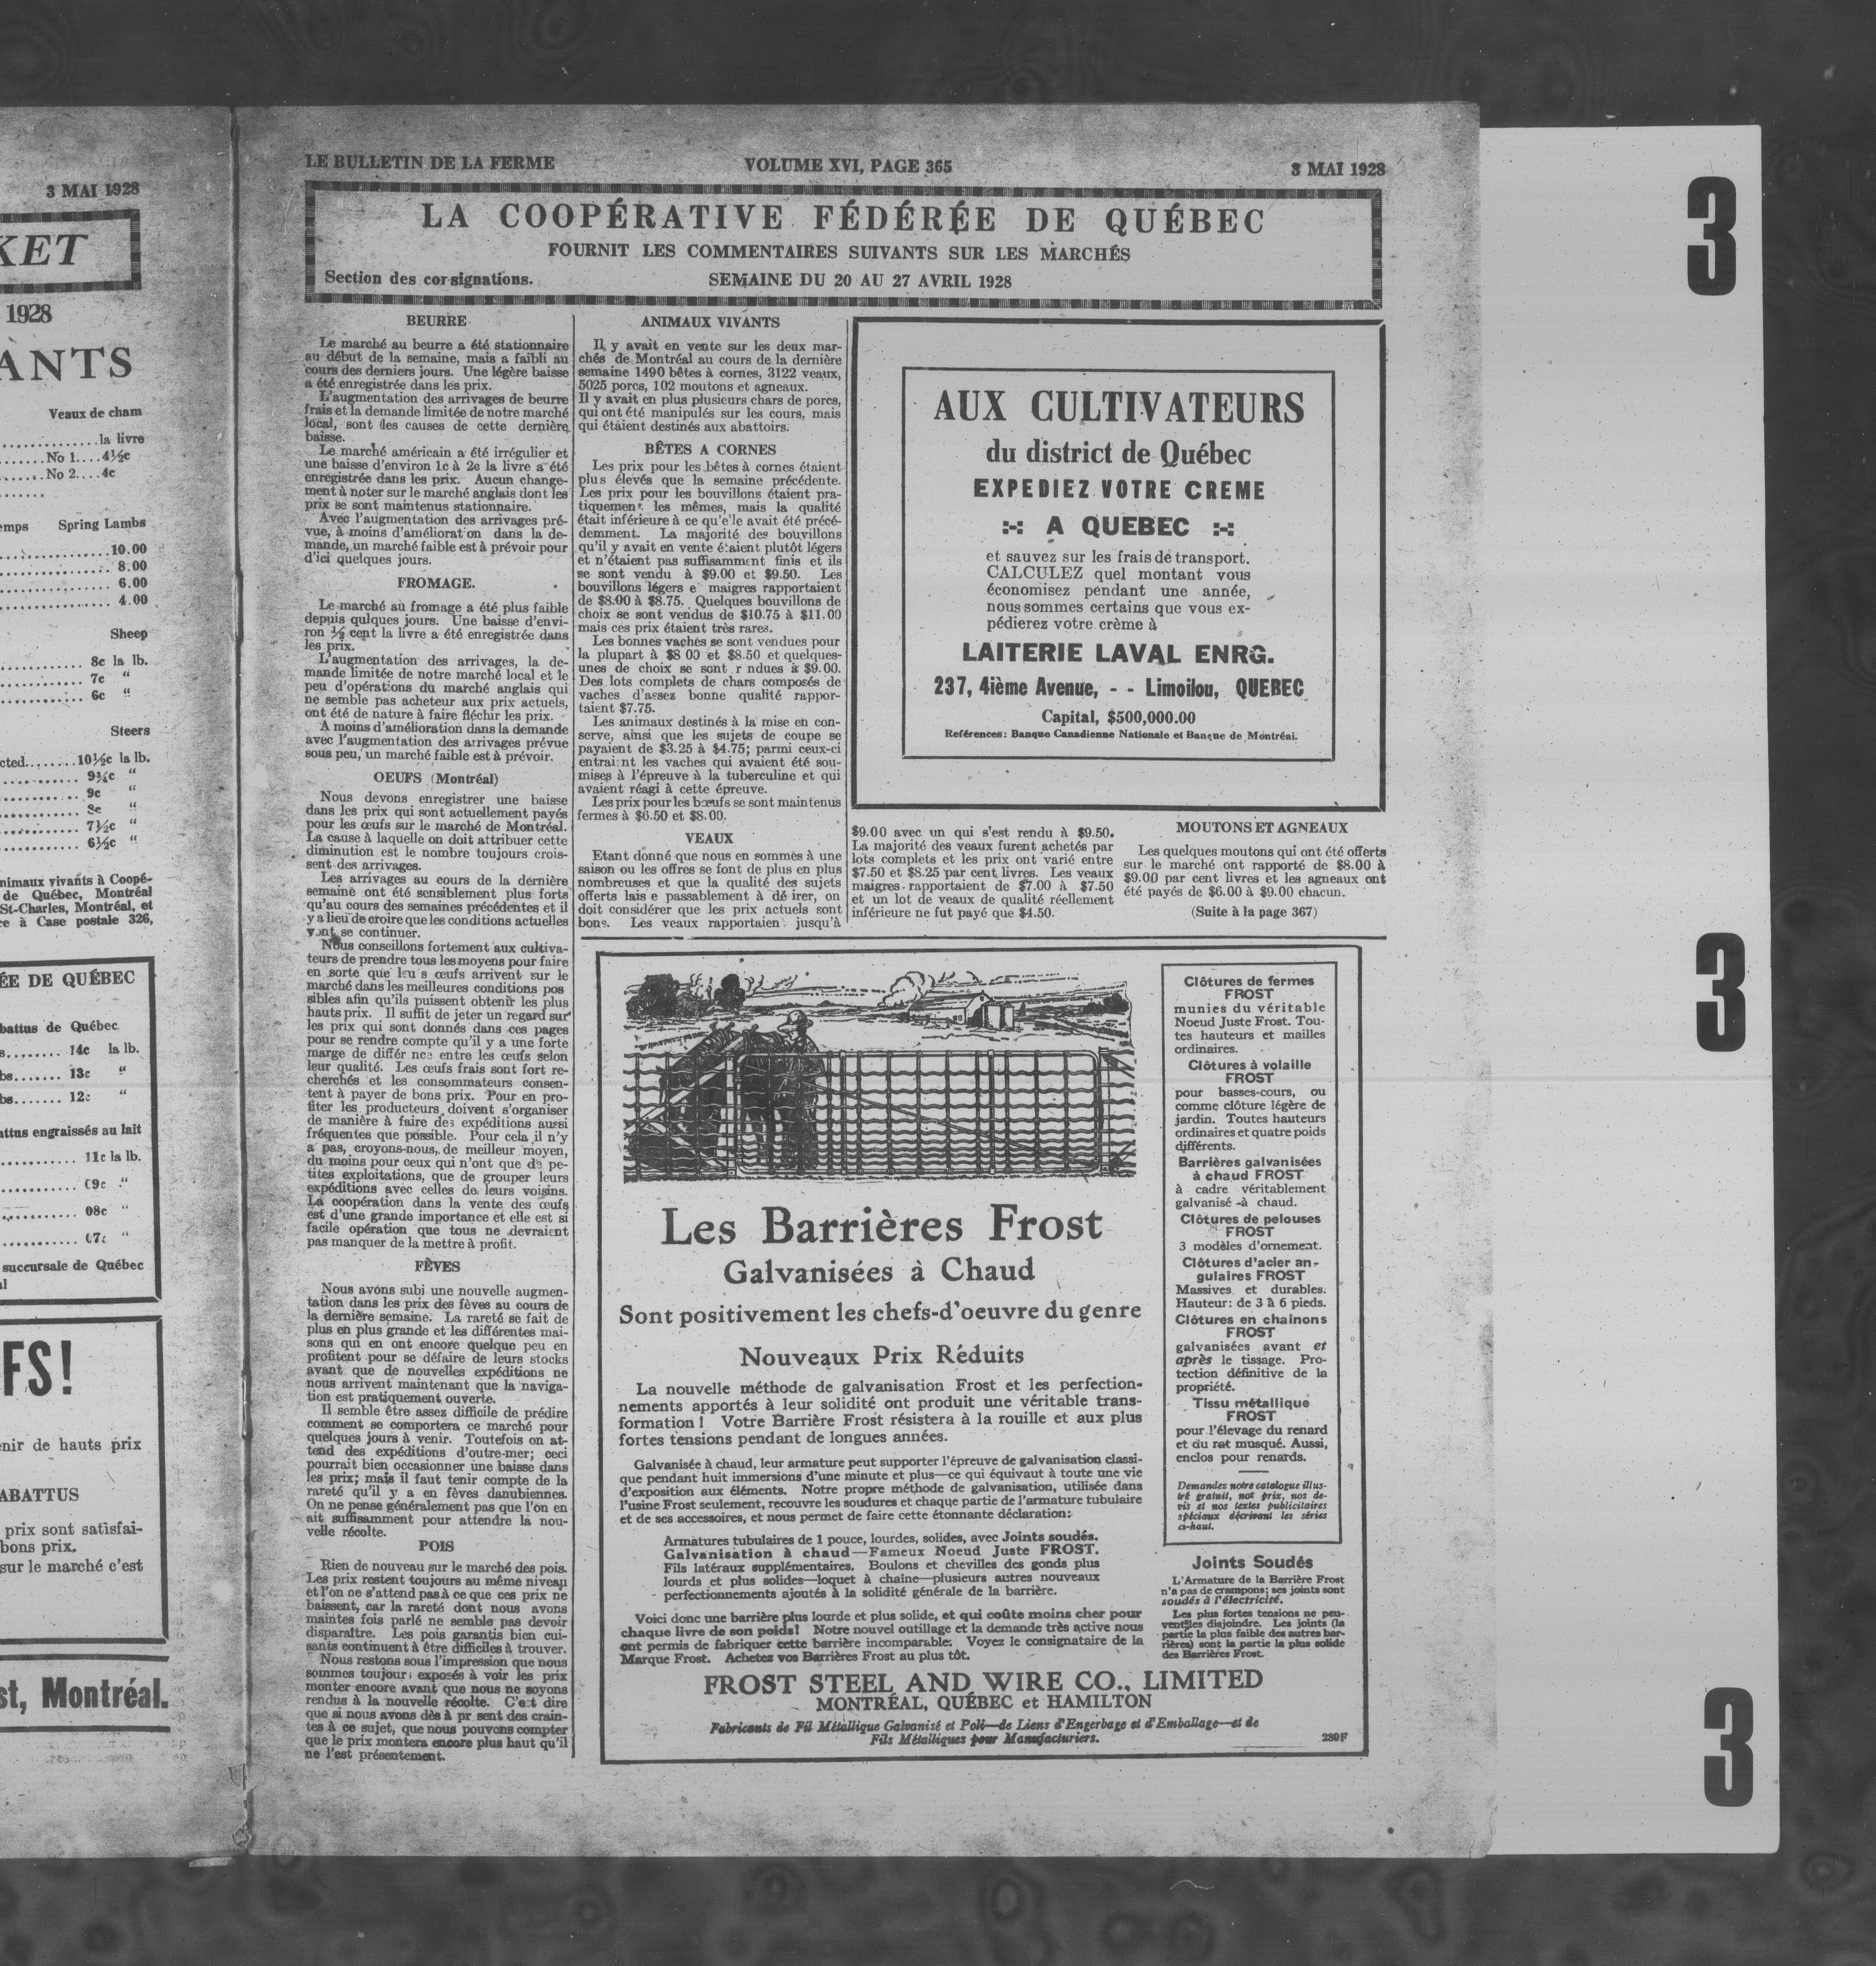 3 MAI 1928
KET
1928
ANTS
Veaux de cham
la livre
No 1....4½c
No 2....4c
emps Spring Lambs
10.00
8.00
6.00
4.00
Sheep
8c la lb.
7c "
6c "
Steers
cted........10½c la lb.
9¾c "
9c "
8c "
7½c "
6½c "
nimaux vivants à Coopé-
de Québec, Montréal
St-Charles, Montréal, et
re à Case postale 326,
ÉE DE QUÉBEC
battus de Québec
s........ 14c la lb.
bs....... 13c "
bs....... 12c "
attus engraissés au lait
11c la lb.
09c "
08c "
07c "
succursale de Québec
al
FS!
nir de hauts prix
ABATTUS
prix sont satisfai-
bons prix.
sur le marché c'est
st, Montréal.
LE BULLETIN DE LA FERME VOLUME XVI, PAGE 365 3 MAI 1928
LA COOPÉRATIVE FÉDÉRÉE DE QUÉBEC
FOURNIT LES COMMENTAIRES SUIVANTS SUR LES MARCHÉS
Section des consignations. SEMAINE DU 20 AU 27 AVRIL 1928
BEURRE
Le marché au beurre a été stationnaire
au début de la semaine, mais a faibli au
cours des derniers jours. Une légère baisse
a été enregistrée dans les prix.
L'augmentation des arrivages de beurre
frais et la demande limitée de notre marché
local, sont les causes de cette dernière
baisse.
Le marché américain a été irrégulier et
une baisse d'environ 1c à 2c la livre a été
enregistrée dans les prix. Aucun change-
ment à noter sur le marché anglais dont les
prix se sont maintenus stationnaire.
Avec l'augmentation des arrivages pré-
vue, à moins d'améliorat on dans la de-
mande, un marché faible est à prévoir pour
d'ici quelques jours.
FROMAGE.
Le marché au fromage a été plus faible
depuis qulques jours. Une baisse d'envi-
ron ½ cent la livre a été enregistrée dans
les prix.
L'augmentation des arrivages, la de-
mande limitée de notre marché local et le
peu d'opérations du marché anglais qui
ne semble pas acheteur aux prix actuels,
ont été de nature à faire fléchir les prix.
A moins d'amélioration dans la demande
avec l'augmentation des arrivages prévue
sous peu, un marché faible est à prévoir.
OEUFS (Montréal)
Nous devons enregistrer une baisse
dans les prix qui sont actuellement payés
pour les œufs sur le marché de Montréal.
La cause à laquelle on doit attribuer cette
diminution est le nombre toujours crois-
sent des arrivages.
Les arrivages au cours de la dernière
semaine ont été sensiblement plus forts
qu'au cours des semaines précédentes et il
y a lieu de croire que les conditions actuelles
vont se continuer.
Nous conseillons fortement aux cultiva-
teurs de prendre tous les moyens pour faire
en sorte que leu s œufs arrivent sur le
marché dans les meilleures conditions pos
sibles afin qu'ils puissent obtenir les plus
hauts prix. Il suffit de jeter un regard sur
les prix qui sont donnés dans ces pages
pour se rendre compte qu'il y a une forte
marge de différ nce entre les œufs selon
leur qualité. Les œufs frais sont fort re-
cherchés et les consommateurs consen-
tent à payer de bons prix. Pour en pro-
fiter les producteurs doivent s'organiser
de manière à faire des expéditions aussi
fréquentes que possible. Pour cela il n'y
a pas, croyons-nous, de meilleur moyen,
du moins pour ceux qui n'ont que de pe-
tites exploitations, que de grouper leurs
expéditions avec celles de leurs voisins.
La coopération dans la vente des œufs
est d'une grande importance et elle est si
facile opération que tous ne devraient
pas manquer de la mettre à profit.
FÈVES
Nous avons subi une nouvelle augmen-
tation dans les prix des fèves au cours de
la dernière semaine. La rareté se fait de
plus en plus grande et les différentes mai-
sons qui en ont encore quelque peu en
profitent pour se défaire de leurs stocks
avant que de nouvelles expéditions ne
nous arrivent maintenant que la naviga-
tion est pratiquement ouverte.
Il semble être assez difficile de prédire
comment se comportera ce marché pour
quelques jours à venir. Toutefois on at-
tend des expéditions d'outre-mer; ceci
pourrait bien occasionner une baisse dans
les prix; mais il faut tenir compte de la
rareté qu'il y a en fèves danubiennes.
On ne pense généralement pas que l'on en
ait suffisamment pour attendre la nou-
velle récolte.
POIS
Rien de nouveau sur le marché des pois.
Les prix restent toujours au même niveau
et l'on ne s'attend pas à ce que ces prix ne
baissent, car la rareté dont nous avons
maintes fois parlé ne semble pas devoir
disparaître. Les pois garantis bien cui-
sants continuent à être difficiles à trouver.
Nous restons sous l'impression que nous
sommes toujours exposés à voir les prix
monter encore avant que nous ne soyons
rendus à la nouvelle récolte. C'est dire
que si nous avons dès à pr sent des crain-
tes à ce sujet, que nous pouvons compter
que le prix montera encore plus haut qu'il
ne l'est présentement.
ANIMAUX VIVANTS
Il y avait en vente sur les deux mar-
chés de Montréal au cours de la dernière
semaine 1490 bêtes à cornes, 3122 veaux,
5025 porcs, 102 moutons et agneaux.
Il y avait en plus plusieurs chars de porcs,
qui ont été manipulés sur les cours, mais
qui étaient destinés aux abattoirs.
BÊTES A CORNES
Les prix pour les bêtes à cornes étaient
plus élevés que la semaine précédente.
Les prix pour les bouvillons étaient pra-
tiquement les mêmes, mais la qualité
était inférieure à ce qu'e'le avait été précé-
demment. La majorité des bouvillons
qu'il y avait en vente étaient plutôt légers
et n'étaient pas suffisammnt finis et ils
se sont vendu à $9.00 et $9.50. Les
bouvillons légers e maigres rapportaient
de $8.00 à $8.75. Quelques bouvillons de
choix se sont vendus de $10.75 à $11.00
mais ces prix étaient très rares.
Les bonnes vaches se sont vendues pour
la plupart à $8 00 et $8.50 et quelques-
unes de choix se sont r ndues à $9.00.
Des lots complets de chars composés de
vaches d'assez bonne qualité rappor-
taient $7.75.
Les animaux destinés à la mise en con-
serve, ainsi que les sujets de coupe se
payaient de $3.25 à $4.75; parmi ceux-ci
entrai nt les vaches qui avaient été sou-
mises à l'épreuve à la tuberculine et qui
avaient réagi à cette épreuve.
Les prix pour les bœufs se sont maintenus
fermes à $6.50 et $8.00.
VEAUX
Etant donné que nous en sommes à une
saison ou les offres se font de plus en plus
nombreuses et que la qualité des sujets
offerts lais e passablement à dé irer, on
doit considérer que les prix actuels sont
bons. Les veaux rapportaien jusqu'à
$9.00 avec un qui s'est rendu à $9.50.
La majorité des veaux furent achetés par
lots complets et les prix ont varié entre
$7.50 et $8.25 par cent livres. Les veaux
maigres rapportaient de $7.00 à $7.50
et un lot de veaux de qualité réellement
inférieure ne fut payé que $4.50.
MOUTONS ET AGNEAUX
Les quelques moutons qui ont été offerts
sur le marché ont rapporté de $8.00 à
$9.00 par cent livres et les agneaux ont
été payés de $6.00 à $9.00 chacun.
(Suite à la page 367)
AUX CULTIVATEURS
du district de Québec
EXPEDIEZ VOTRE CREME
A QUEBEC
et sauvez sur les frais de transport.
CALCULEZ quel montant vous
économisez pendant une année,
nous sommes certains que vous ex-
pédierez votre crème à
LAITERIE LAVAL ENRG.
237, 4ième Avenue, - - Limoilou, QUEBEC
Capital, $500,000.00
Références: Banque Canadienne Nationale et Banque de Montréal.
Les Barrières Frost
Galvanisées à Chaud
Sont positivement les chefs-d'oeuvre du genre
Nouveaux Prix Réduits
La nouvelle méthode de galvanisation Frost et les perfection-
nements apportés à leur solidité ont produit une véritable trans-
formation! Votre Barrière Frost résistera à la rouille et aux plus
fortes tensions pendant de longues années.
Galvanisée à chaud, leur armature peut supporter l'épreuve de galvanisation classi-
que pendant huit immersions d'une minute et plus—ce qui équivaut à toute une vie
d'exposition aux éléments. Notre propre méthode de galvanisation, utilisée dans
l'usine Frost seulement, recouvre les soudures et chaque partie de l'armature tubulaire
et de ses accessoires, et nous permet de faire cette étonnante déclaration:
Armatures tubulaires de 1 pouce, lourdes, solides, avec Joints soudés.
Galvanisation à chaud—Fameux Noeud Juste FROST.
Fils latéraux supplémentaires. Boulons et chevilles des gonds plus
lourds et plus solides—loquet à chaîne—plusieurs autres nouveaux
perfectionnements ajoutés à la solidité générale de la barrière.
Voici donc une barrière plus lourde et plus solide, et qui coûte moins cher pour
chaque livre de son poids! Notre nouvel outillage et la demande très active nous
ont permis de fabriquer cette barrière incomparable. Voyez le consignataire de la
Marque Frost. Achetez vos Barrières Frost au plus tôt.
Clôtures de fermes
FROST
munies du véritable
Noeud Juste Frost. Tou-
tes hauteurs et mailles
ordinaires.
Clôtures à volaille
FROST
pour basses-cours, ou
comme clôture légère de
jardin. Toutes hauteurs
ordinaires et quatre poids
différents.
Barrières galvanisées
à chaud FROST
à cadre véritablement
galvanisé à chaud.
Clôtures de pelouses
FROST
3 modèles d'ornement.
Clôtures d'acier an-
gulaires FROST
Massives et durables.
Hauteur: de 3 à 6 pieds.
Clôtures en chainons
FROST
galvanisées avant et
après le tissage. Pro-
tection définitive de la
propriété.
Tissu métallique
FROST
pour l'élevage du renard
et du rat musqué. Aussi,
enclos pour renards.
Demandez notre catalogue illus-
tré gratuit, nos prix, nos de-
vis et nos textes publicitaires
spéciaux décrivant les séries
ci-haut.
Joints Soudés
L'Armature de la Barrière Frost
n'a pas de crampons; ses joints sont
soudés à l'électricité.
Les plus fortes tensions ne peu-
vent les disjoindre. Les joints (la
partie la plus faible des autres bar-
rières) sont la partie la plus solide
des Barrières Frost.
FROST STEEL AND WIRE CO., LIMITED
MONTRÉAL, QUÉBEC et HAMILTON
Fabricants de Fil Métallique Galvanisé et Poli—de Liens d'Engerbage et d'Emballage—et de
Fils Métalliques pour Manufacturiers.
280F
3
3
3